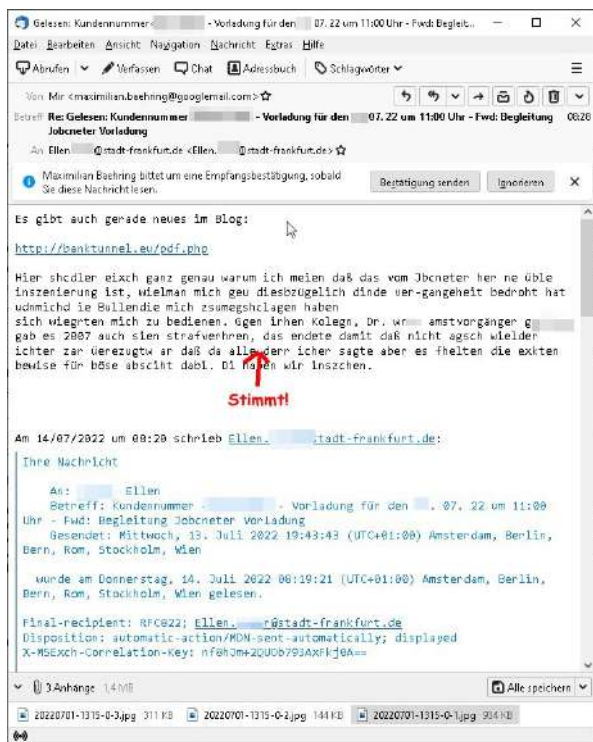 Gelesen: Kundennummer - Vorladung für den 07. 22 um 11:00 Uhr - Fwd: Begleit...
Datei Bearbeiten Ansicht Navigation Nachricht Extras Hilfe
Abrufen Verfassen Chat Adressbuch Schlagwörter
Von Mir <maximilian.baehring@googlemail.com>
Betreff Re: Gelesen: Kundennummer - Vorladung für den 07. 22 um 11:00 Uhr - Fwd: Begleitung 08:28
Jobcneter Vorladung
An Ellen @stadt-frankfurt.de <Ellen. @stadt-frankfurt.de>
Maximilian Baehring bittet um eine Empfangsbestätigung, sobald
Sie diese Nachricht lesen.
Bestätigung senden Ignorieren
Es gibt auch gerade neues im Blog:
http://banktunnel.eu/pdf.php
Hier shcdler eixch ganz genau warum ich meien daß das vom Jbcneter her ne üble
inszenierung ist, wielman mich geu diesbzügelich dinde uer-gangeheit bedroht hat
udnmichd ie Bullendie mich zsumegshclagen haben
sich wiegrten mich zu bedienen. Ggen irhen Kolegn, Dr. amstvorgänger
gab es 2007 auch sien strafverhren, das endete damit daß nicht agsch wielder
ichter zar üerezugtw ar daß da alle derr icher sagte aber es fhelten die exkten
bewise für böse absciht dabi. Di haben wir inszchen.
Stimmt!
Am 14/07/2022 um 08:20 schrieb Ellen. tadt-frankfurt.de:
Ihre Nachricht
An: Ellen
Betreff: Kundennummer - - Vorladung für den . 07. 22 um 11:00
Uhr - Fwd: Begleitung Jobcneter Vorladung
Gesendet: Mittwoch, 13. Juli 2022 19:43:43 (UTC+01:00) Amsterdam, Berlin,
Bern, Rom, Stockholm, Wien
wurde am Donnerstag, 14. Juli 2022 08:19:21 (UTC+01:00) Amsterdam, Berlin,
Bern, Rom, Stockholm, Wien gelesen.
Final-recipient: RFC822; Ellen. r@stadt-frankfurt.de
Disposition: automatic-action/MDN-sent-automatically; displayed
X-MSExch-Correlation-Key: nf8hJm+2QUOb793AxFkj0A==
3 Anhänge 1,4 MB Alle speichern
20220701-1315-0-3.jpg 311 KB 20220701-1315-0-2.jpg 144 KB 20220701-1315-0-1.jpg 934 KB